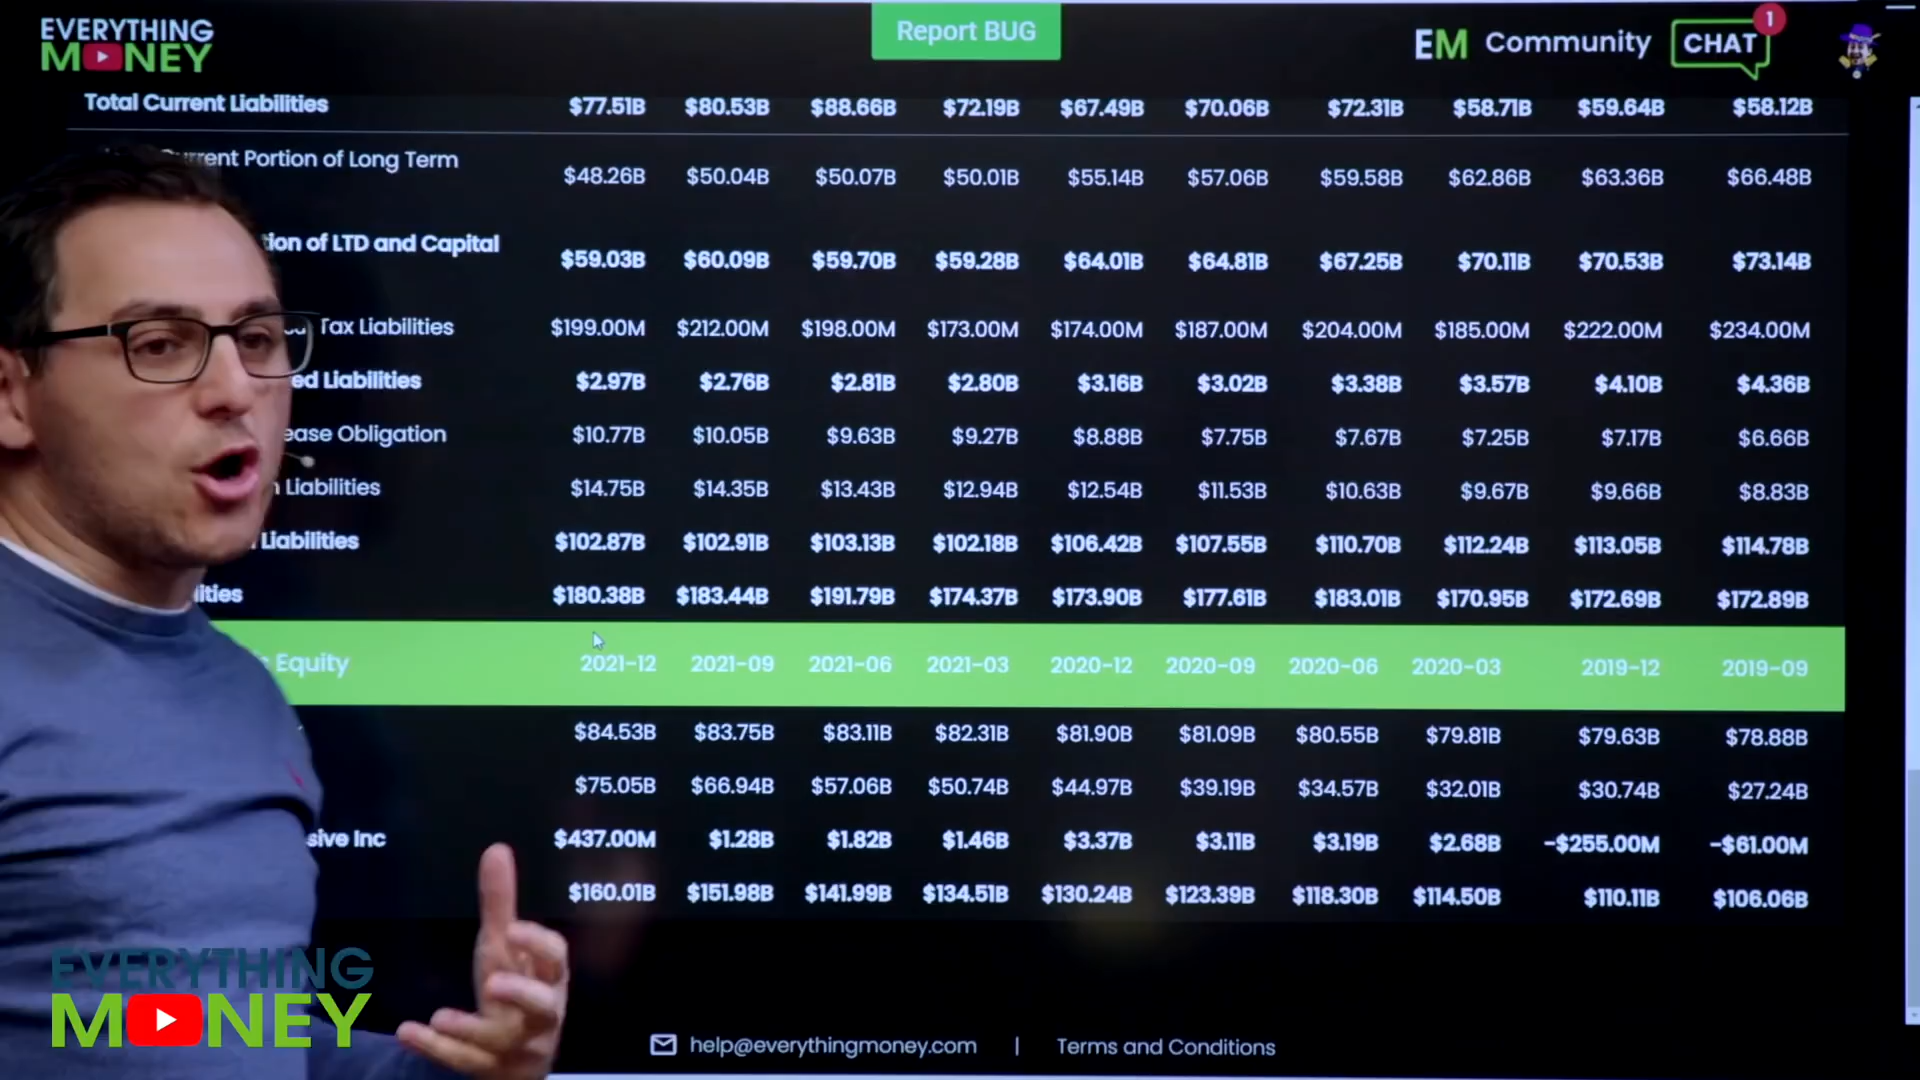 EVERYTHING
MONEY
Report BUG
EM Community CHAT 1
Total Current Liabilities $77.51B $80.53B $88.66B $72.19B $67.49B $70.06B $72.31B $58.71B $59.64B $58.12B
Current Portion of Long Term
$48.26B $50.04B $50.07B $50.01B $55.14B $57.06B $59.58B $62.86B $63.36B $66.48B
tion of LTD and Capital
$59.03B $60.09B $59.70B $59.28B $64.01B $64.81B $67.25B $70.11B $70.53B $73.14B
Tax Liabilities $199.00M $212.00M $198.00M $173.00M $174.00M $187.00M $204.00M $185.00M $222.00M $234.00M
ed Liabilities $2.97B $2.76B $2.81B $2.80B $3.16B $3.02B $3.38B $3.57B $4.10B $4.36B
ease Obligation $10.77B $10.05B $9.63B $9.27B $8.88B $7.75B $7.67B $7.25B $7.17B $6.66B
Liabilities $14.75B $14.35B $13.43B $12.94B $12.54B $11.53B $10.63B $9.67B $9.66B $8.83B
Liabilities $102.87B $102.91B $103.13B $102.18B $106.42B $107.55B $110.70B $112.24B $113.05B $114.78B
ities $180.38B $183.44B $191.79B $174.37B $173.90B $177.61B $183.01B $170.95B $172.69B $172.89B
Equity 2021-12 2021-09 2021-06 2021-03 2020-12 2020-09 2020-06 2020-03 2019-12 2019-09
$84.53B $83.75B $83.11B $82.31B $81.90B $81.09B $80.55B $79.81B $79.63B $78.88B
$75.05B $66.94B $57.06B $50.74B $44.97B $39.19B $34.57B $32.01B $30.74B $27.24B
sive Inc $437.00M $1.28B $1.82B $1.46B $3.37B $3.11B $3.19B $2.68B -$255.00M -$61.00M
$160.01B $151.98B $141.99B $134.51B $130.24B $123.39B $118.30B $114.50B $110.11B $106.06B
EVERYTHING
MONEY
help@everythingmoney.com | Terms and Conditions